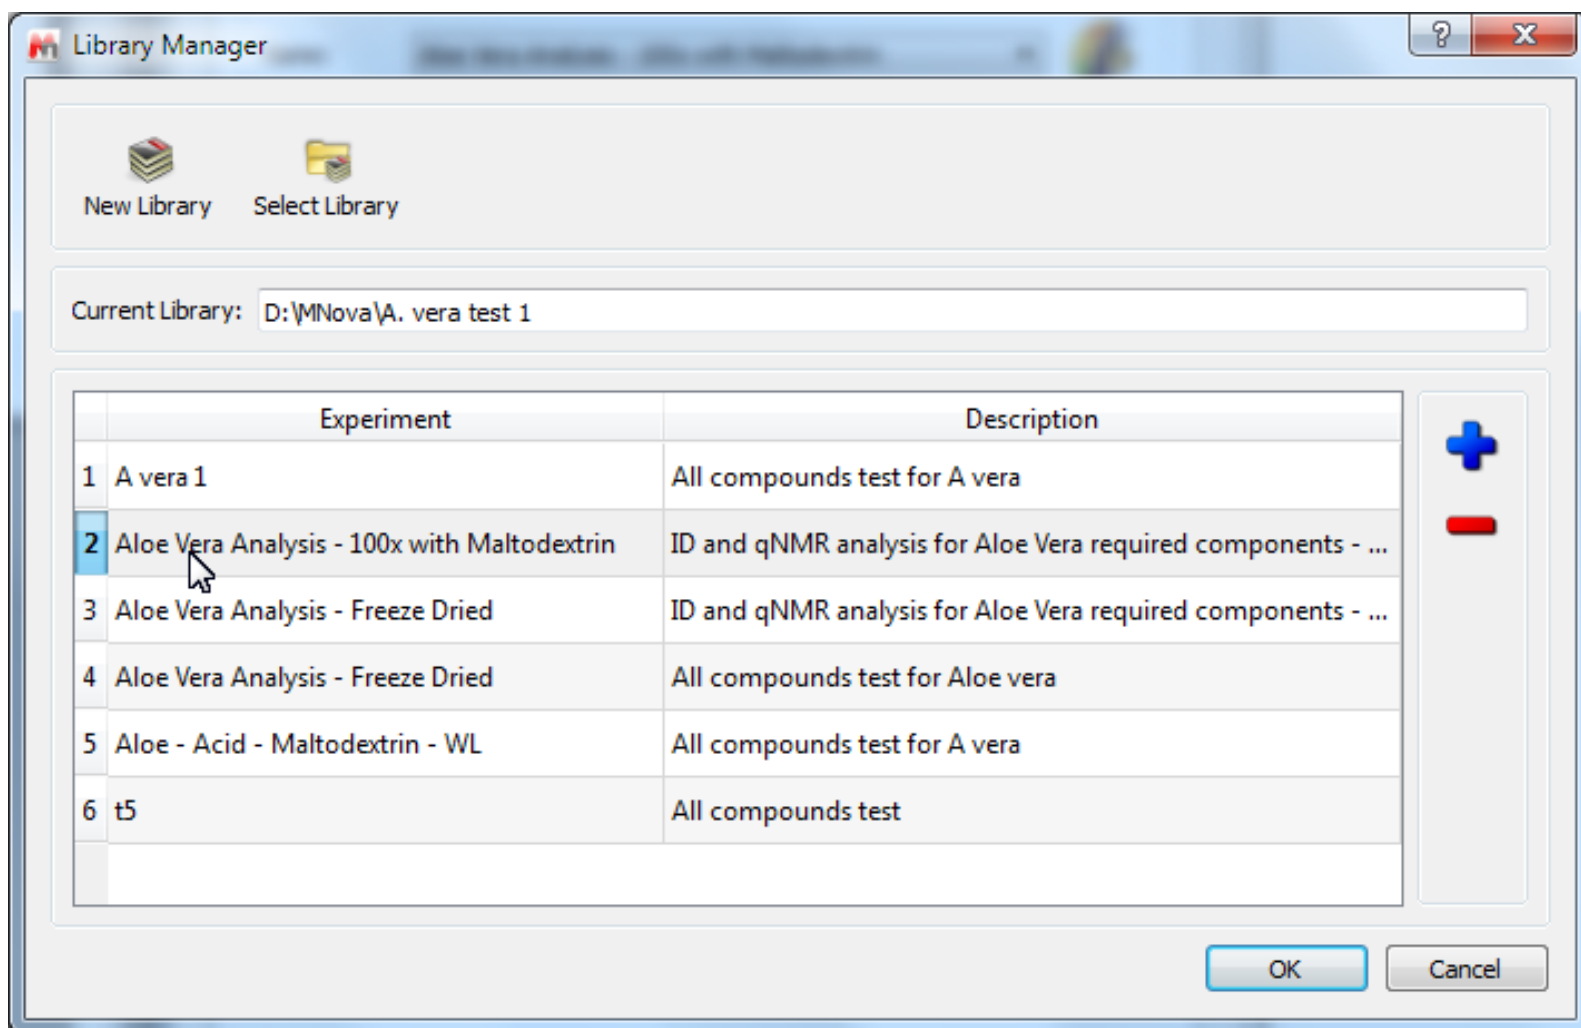 Library Manager
New Library Select Library
Current Library: D:\MNova\A. vera test 1
Experiment Description
1 A vera 1 All compounds test for A vera
2 Aloe Vera Analysis - 100x with Maltodextrin ID and qNMR analysis for Aloe Vera required components - ...
3 Aloe Vera Analysis - Freeze Dried ID and qNMR analysis for Aloe Vera required components - ...
4 Aloe Vera Analysis - Freeze Dried All compounds test for Aloe vera
5 Aloe - Acid - Maltodextrin - WL All compounds test for A vera
6 t5 All compounds test
OK Cancel